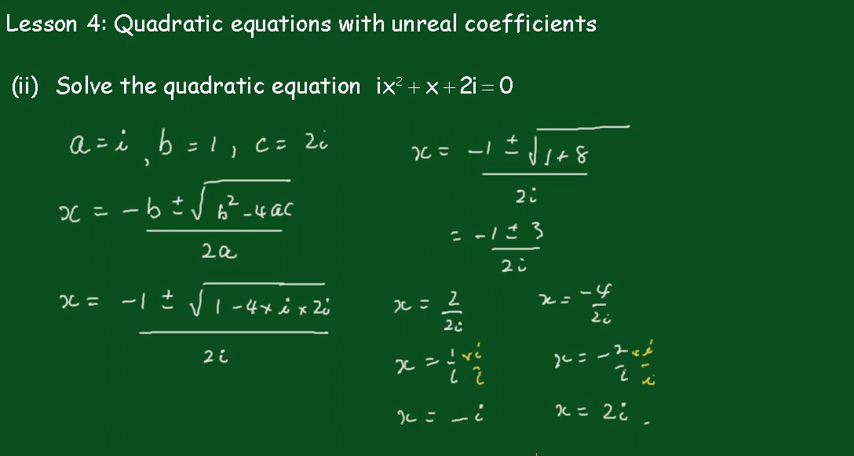 Lesson 4: Quadratic equations with unreal coefficients
(ii) Solve the quadratic equation ix² + x + 2i = 0
a = i, b = 1, c = 2i
x = (-b ± √(b² - 4ac)) / 2a
x = (-1 ± √(1 - 4 × i × 2i)) / 2i
x = (-1 ± √(1 + 8)) / 2i
= (-1 ± 3) / 2i
x = 2/2i
x = -4/2i
x = 1/i × i/i
x = -2/i × i/i
x = -i
x = 2i.